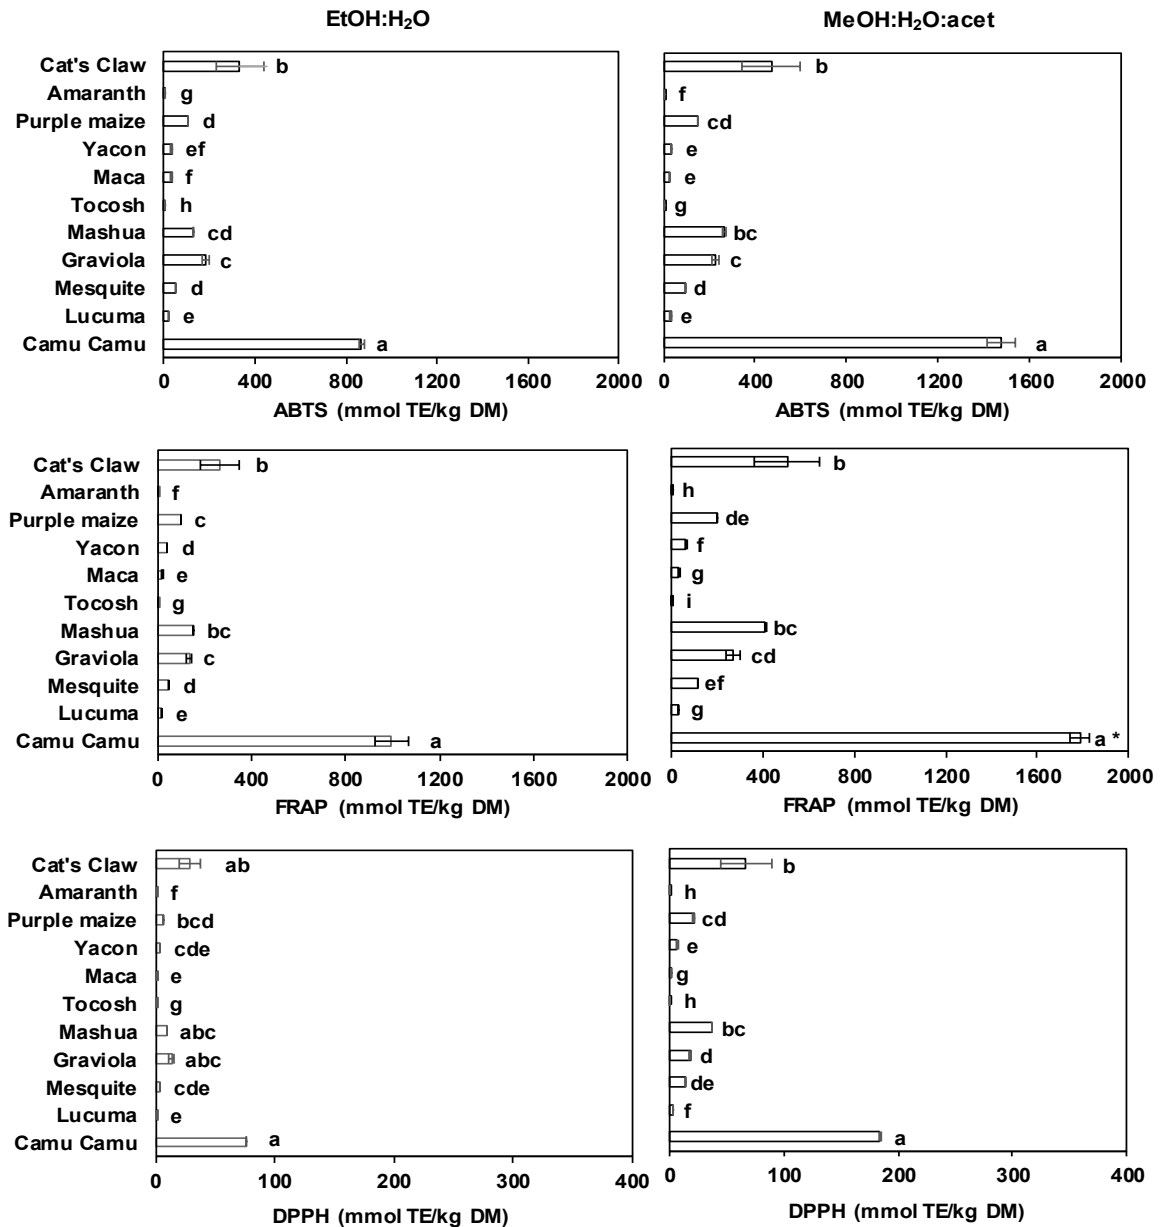 EtOH:H₂O MeOH:H₂O:acet
Cat's Claw b b
Amaranth g f
Purple maize d cd
Yacon ef e
Maca f e
Tocosh h g
Mashua cd bc
Graviola c c
Mesquite d d
Lucuma e e
Camu Camu a a
0 400 800 1200 1600 2000 0 400 800 1200 1600 2000
ABTS (mmol TE/kg DM) ABTS (mmol TE/kg DM)
Cat's Claw b b
Amaranth f h
Purple maize c de
Yacon d f
Maca e g
Tocosh g i
Mashua bc bc
Graviola c cd
Mesquite d ef
Lucuma e g
Camu Camu a a *
0 400 800 1200 1600 2000 0 400 800 1200 1600 2000
FRAP (mmol TE/kg DM) FRAP (mmol TE/kg DM)
Cat's Claw ab b
Amaranth f h
Purple maize bcd cd
Yacon cde e
Maca e g
Tocosh g h
Mashua abc bc
Graviola abc d
Mesquite cde de
Lucuma e f
Camu Camu a a
0 100 200 300 400 0 100 200 300 400
DPPH (mmol TE/kg DM) DPPH (mmol TE/kg DM)